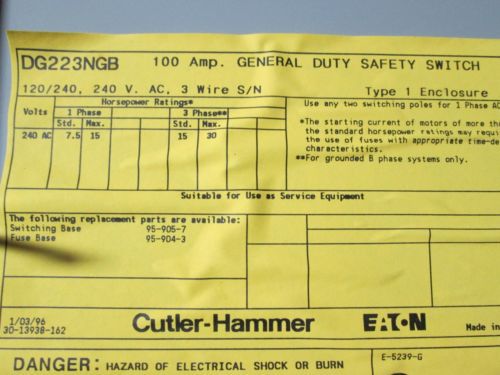 DG223NGB 100 Amp. GENERAL DUTY SAFETY SWITCH
120/240, 240 V. AC, 3 Wire S/N Type 1 Enclosure
Horsepower Ratings*
Volts 1 Phase 3 Phase**
Std. Max. Std. Max.
240 AC 7.5 15 15 30
Use any two switching poles for 1 Phase AC
*The starting current of motors of more
the standard horsepower ratings may
the use of fuses with appropriate
characteristics.
**For grounded B phase systems only.
Suitable for Use as Service Equipment
The following replacement parts are available:
Switching Base 95-905-7
Fuse Base 95-904-3
1/03/96
30-13938-162
Cutler-Hammer EATON Made in
DANGER: HAZARD OF ELECTRICAL SHOCK OR BURN
E-5239-G